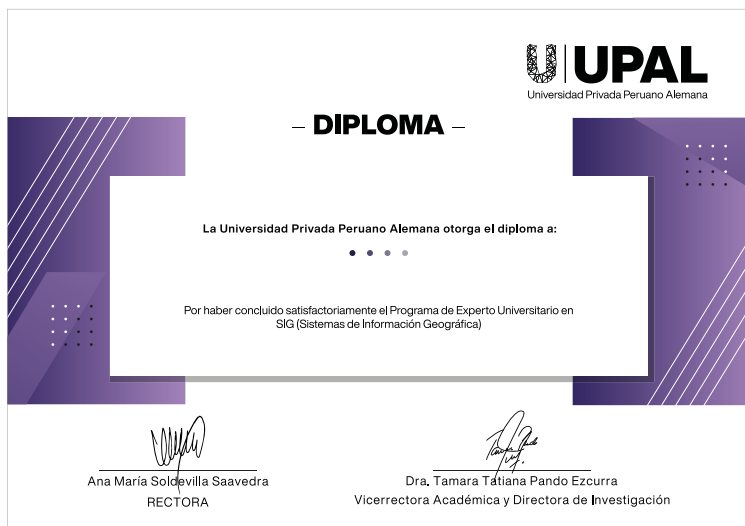 UPAL
Universidad Privada Peruano Alemana
– DIPLOMA –
La Universidad Privada Peruano Alemana otorga el diploma a:
Por haber concluido satisfactoriamente el Programa de Experto Universitario en
SIG (Sistemas de Información Geográfica)
Ana María Soldevilla Saavedra
RECTORA
Dra. Tamara Tatiana Pando Ezcurra
Vicerrectora Académica y Directora de Investigación